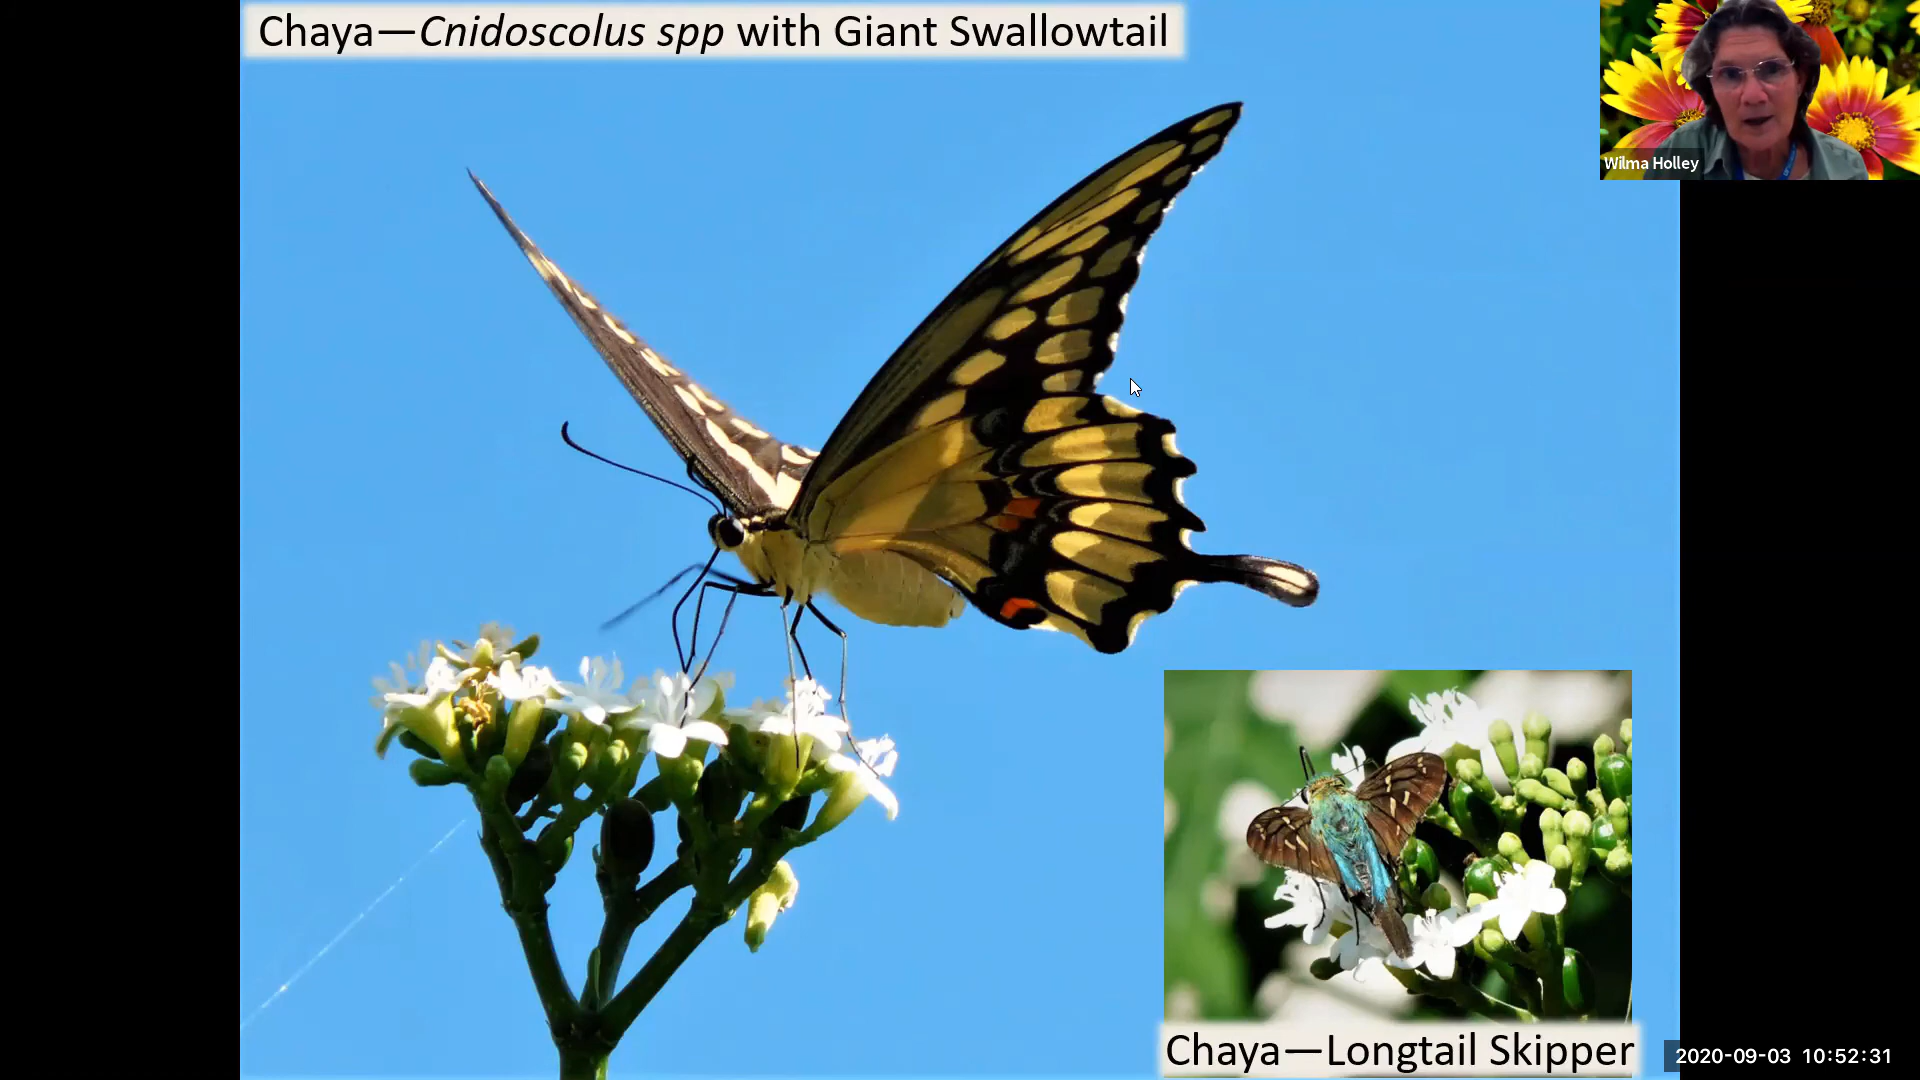 Chaya—Cnidoscolus spp with Giant Swallowtail
Wilma Holley
Chaya—Longtail Skipper
2020-09-03 10:52:31